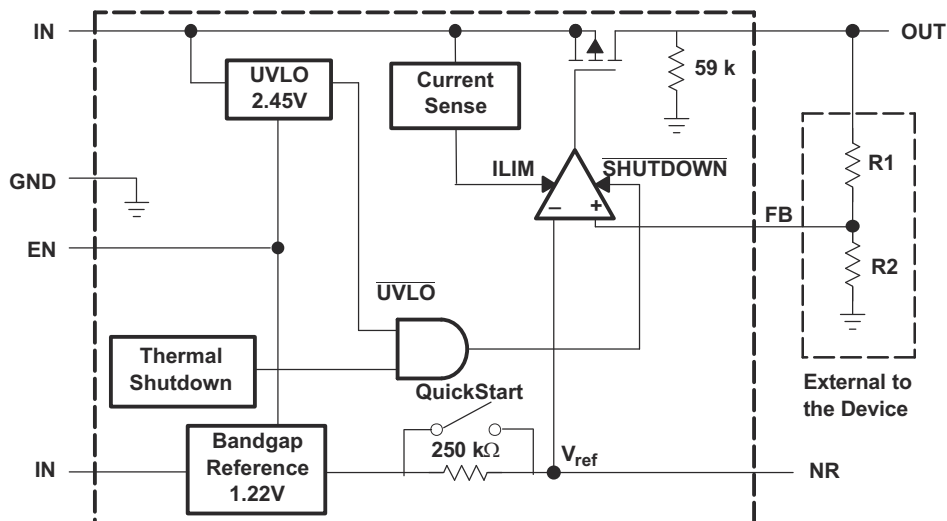 IN
OUT
UVLO
2.45V
Current
Sense
59 k
GND
ILIM
SHUTDOWN
R1
−
+
FB
EN
R2
UVLO
Thermal
Shutdown
QuickStart
External to
the Device
Bandgap
Reference
1.22V
250 kΩ
Vref
IN
NR